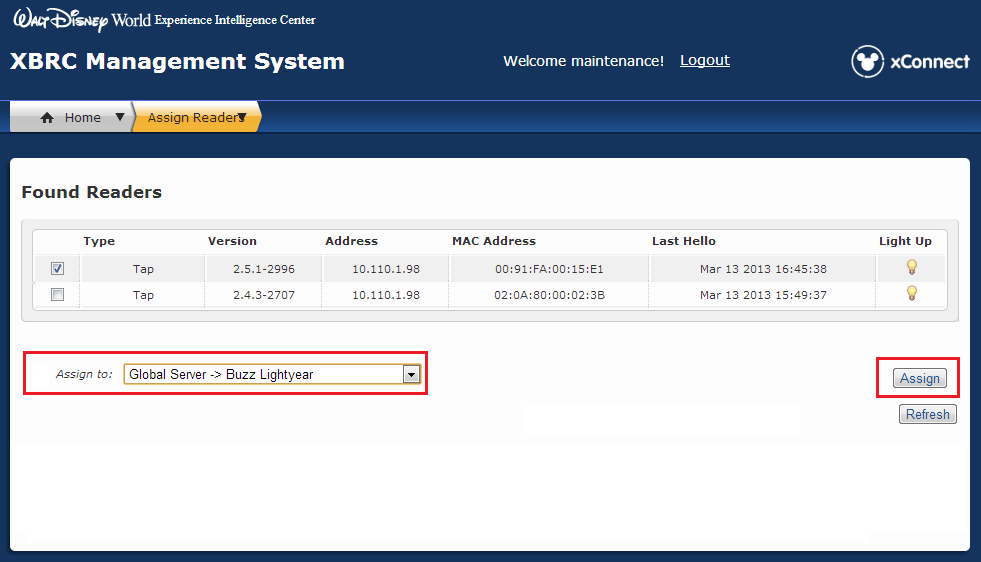 WALT DISNEY World Experience Intelligence Center
XBRC Management System
Welcome maintenance! Logout
xConnect
Home Assign Readers
Found Readers
Type Version Address MAC Address Last Hello Light Up
Tap 2.5.1-2996 10.110.1.98 00:91:FA:00:15:E1 Mar 13 2013 16:45:38
Tap 2.4.3-2707 10.110.1.98 02:0A:80:00:02:3B Mar 13 2013 15:49:37
Assign to: Global Server -> Buzz Lightyear
Assign
Refresh